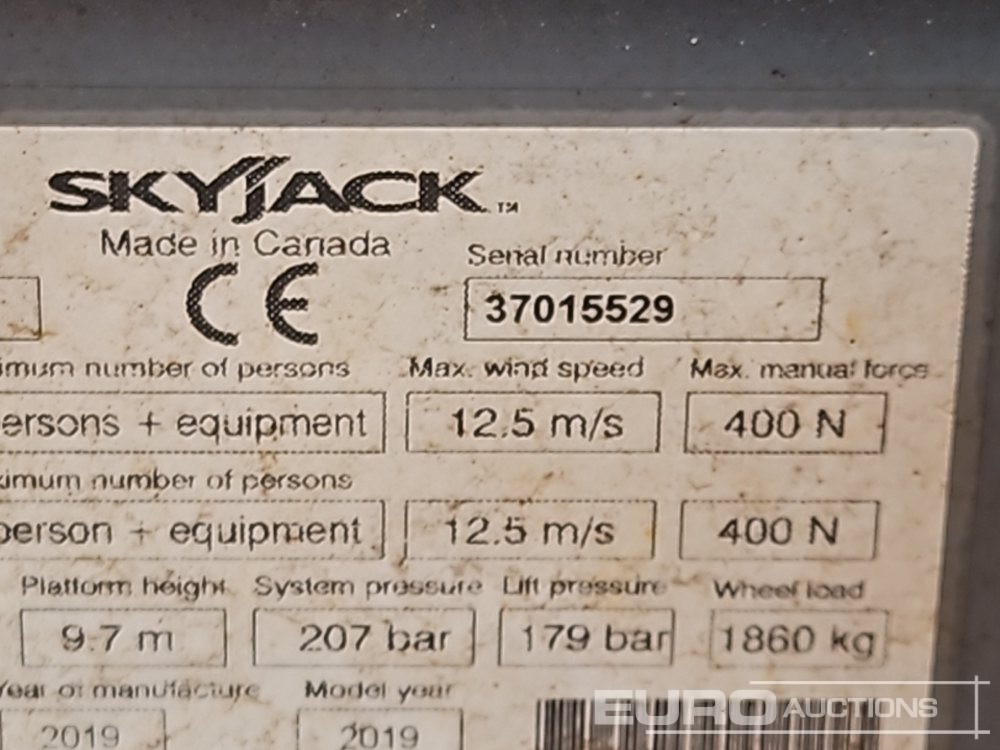 SKYJACK™
Made in Canada
CE
Serial number
37015529
imum number of persons Max. wind speed Max. manual force
ersons + equipment 12.5 m/s 400 N
ximum number of persons
person + equipment 12.5 m/s 400 N
Platform height System pressure Lift pressure Wheel load
9.7 m 207 bar 179 bar 1860 kg
Year of manufacture Model year
2019 2019
EURO AUCTIONS